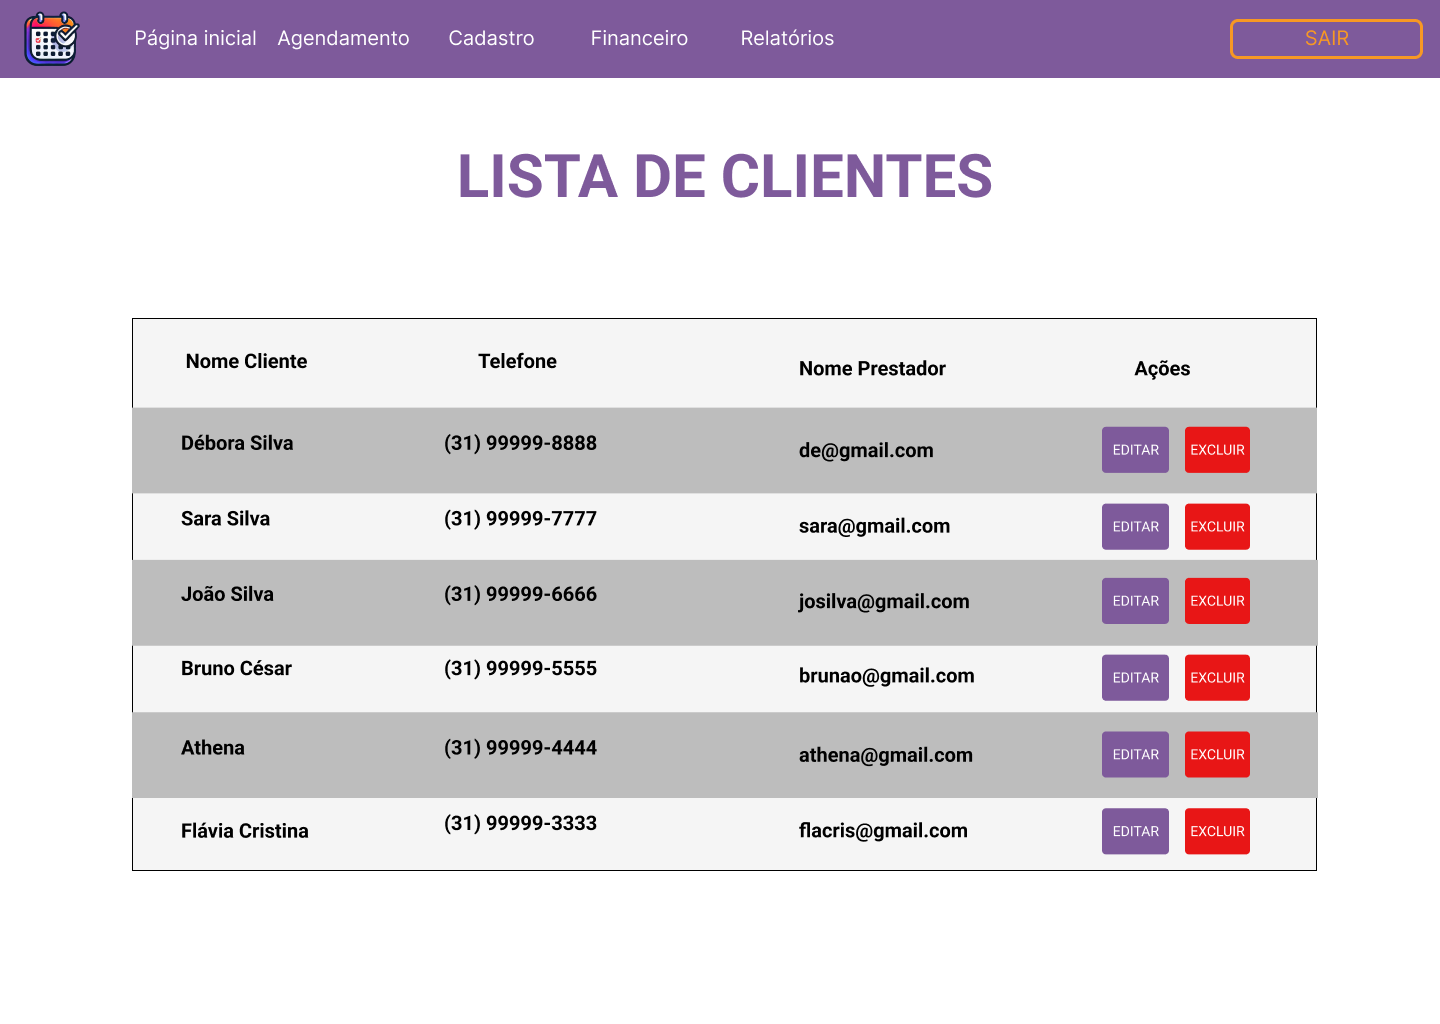 Página inicial Agendamento Cadastro Financeiro Relatórios SAIR
LISTA DE CLIENTES
Nome Cliente Telefone Nome Prestador Ações
Débora Silva (31) 99999-8888 de@gmail.com EDITAR EXCLUIR
Sara Silva (31) 99999-7777 sara@gmail.com EDITAR EXCLUIR
João Silva (31) 99999-6666 josilva@gmail.com EDITAR EXCLUIR
Bruno César (31) 99999-5555 brunao@gmail.com EDITAR EXCLUIR
Athena (31) 99999-4444 athena@gmail.com EDITAR EXCLUIR
Flávia Cristina (31) 99999-3333 flacris@gmail.com EDITAR EXCLUIR